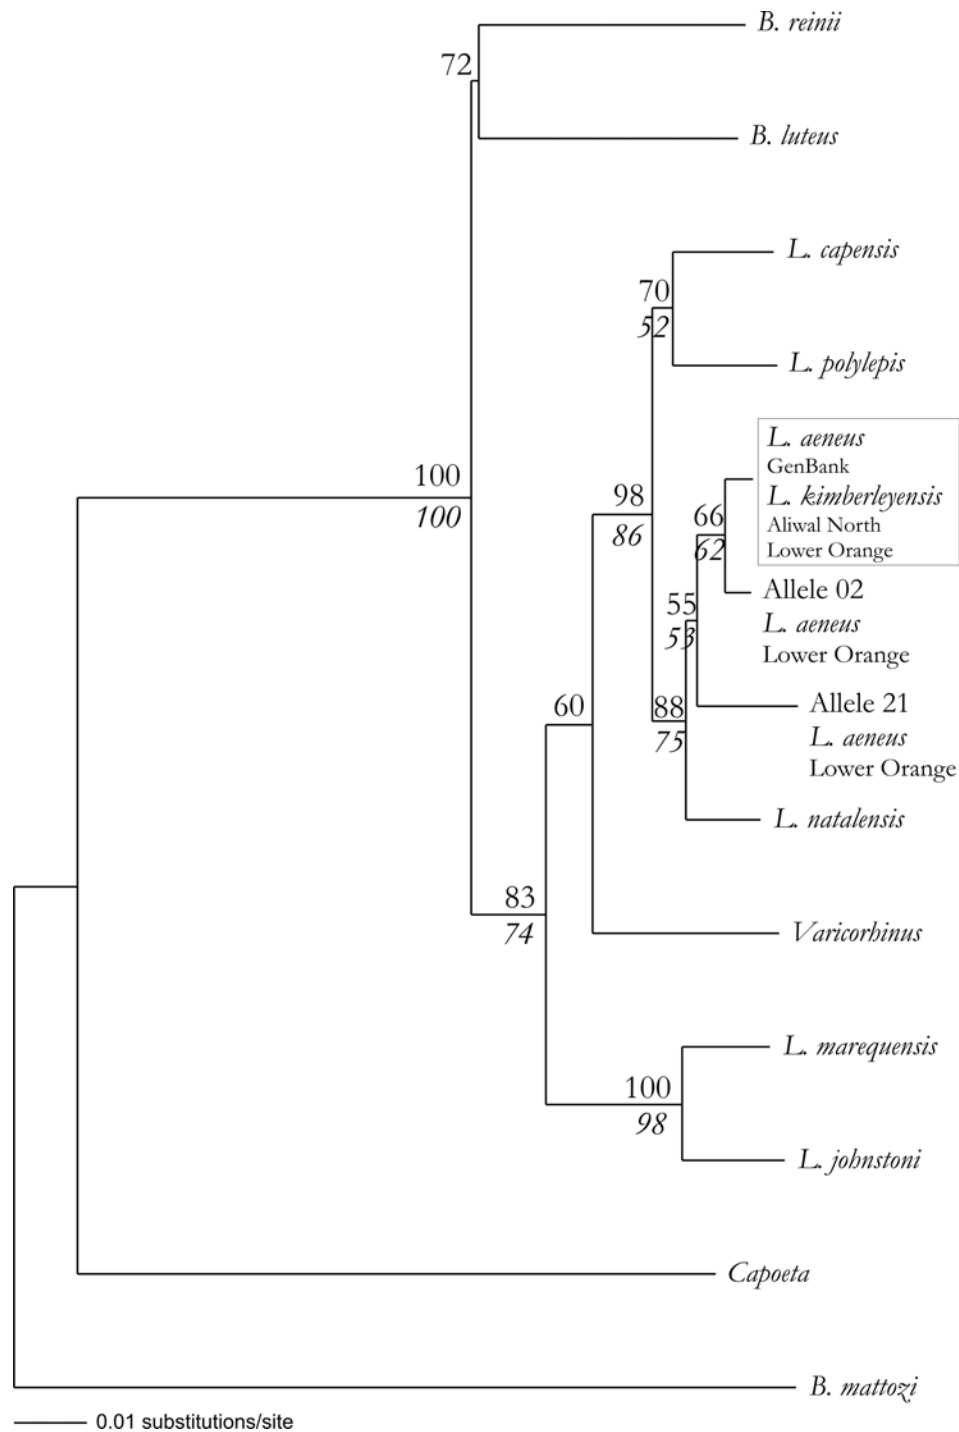 B. reinii
72
B. luteus
L. capensis
70
52
L. polylepis
L. aeneus
GenBank
L. kimberleyensis
Aliwal North
Lower Orange
100
100
98
86
66
62
Allele 02
L. aeneus
Lower Orange
55
53
Allele 21
L. aeneus
Lower Orange
60
88
75
L. natalensis
83
74
Varicorhinus
L. marequensis
100
98
L. johnstoni
Capoeta
B. mattozi
0.01 substitutions/site